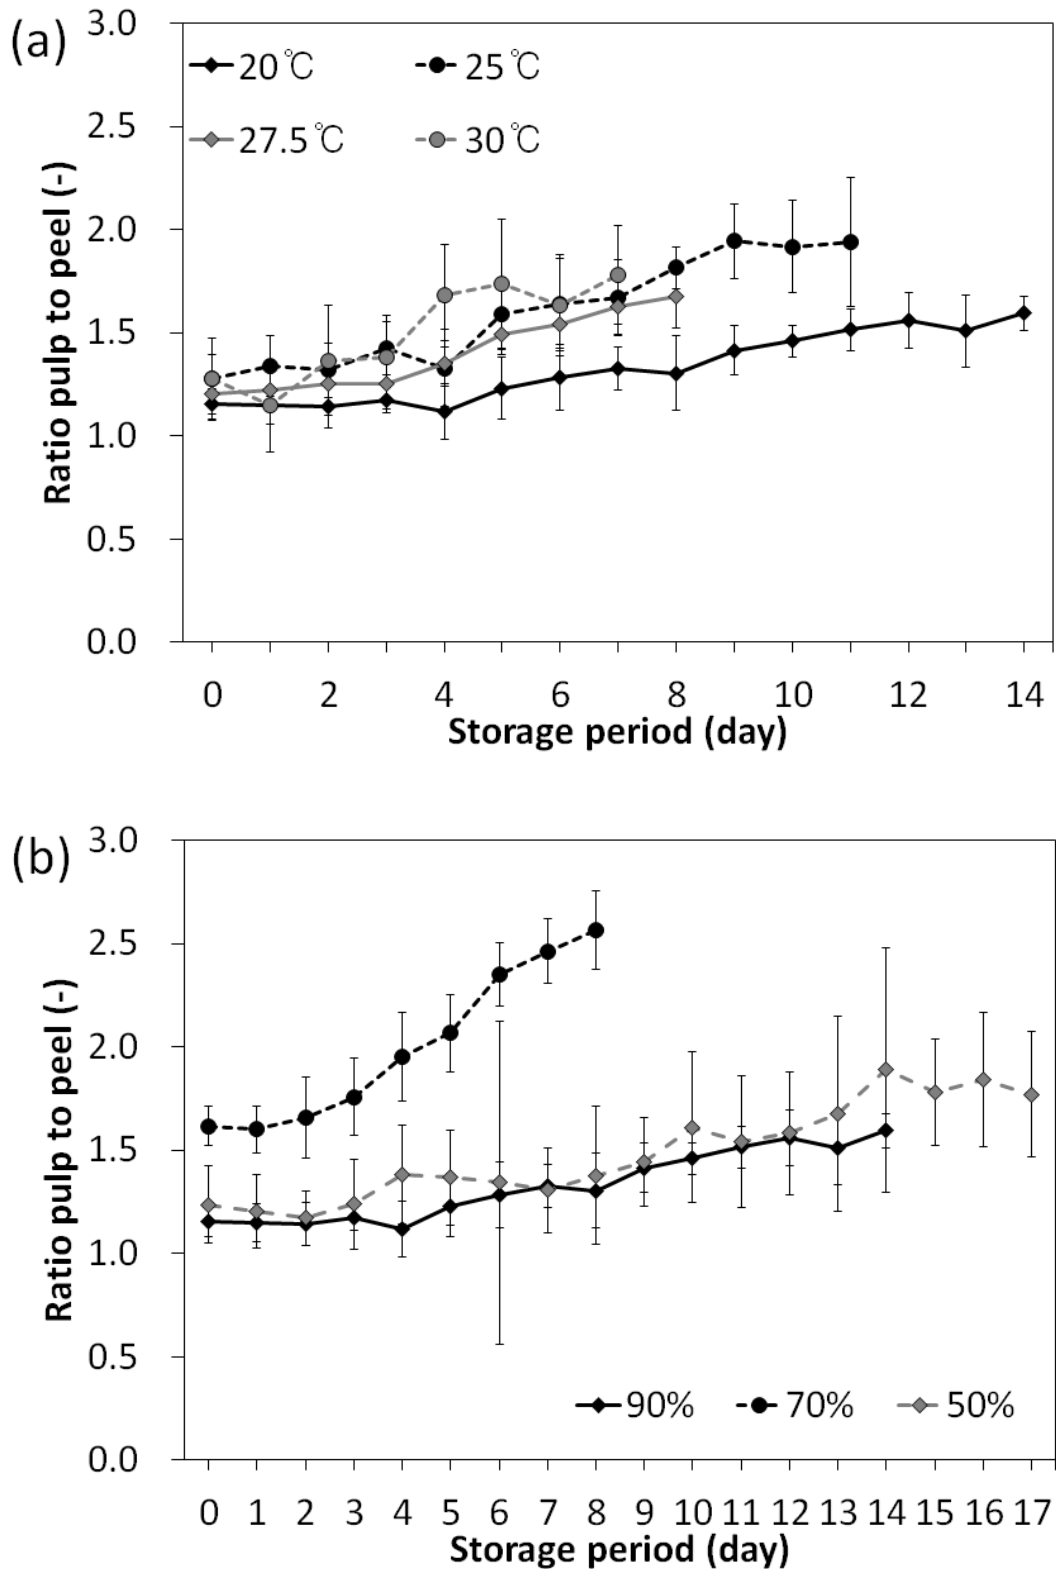 (a)
3.0
20℃ 25℃
2.5
27.5℃ 30℃
2.0
1.5
1.0
0.5
0.0
Ratio pulp to peel (-)
0 2 4 6 8 10 12 14
Storage period (day)
(b)
3.0
2.5
2.0
1.5
1.0
0.5
0.0
Ratio pulp to peel (-)
90% 70% 50%
0 1 2 3 4 5 6 7 8 9 10 11 12 13 14 15 16 17
Storage period (day)